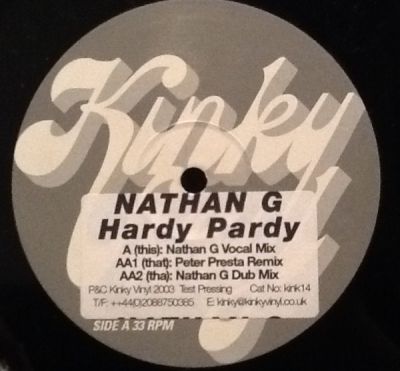 Kinky
NATHAN G
Hardy Pardy
A (this): Nathan G Vocal Mix
AA1 (that): Peter Presta Remix
AA2 (tha): Nathan G Dub Mix
P&C Kinky Vinyl 2003 Test Pressing Cat No: kink14
T/F: ++44(0)2088750385 E: kinky@kinkyvinyl.co.uk
SIDE A 33 RPM